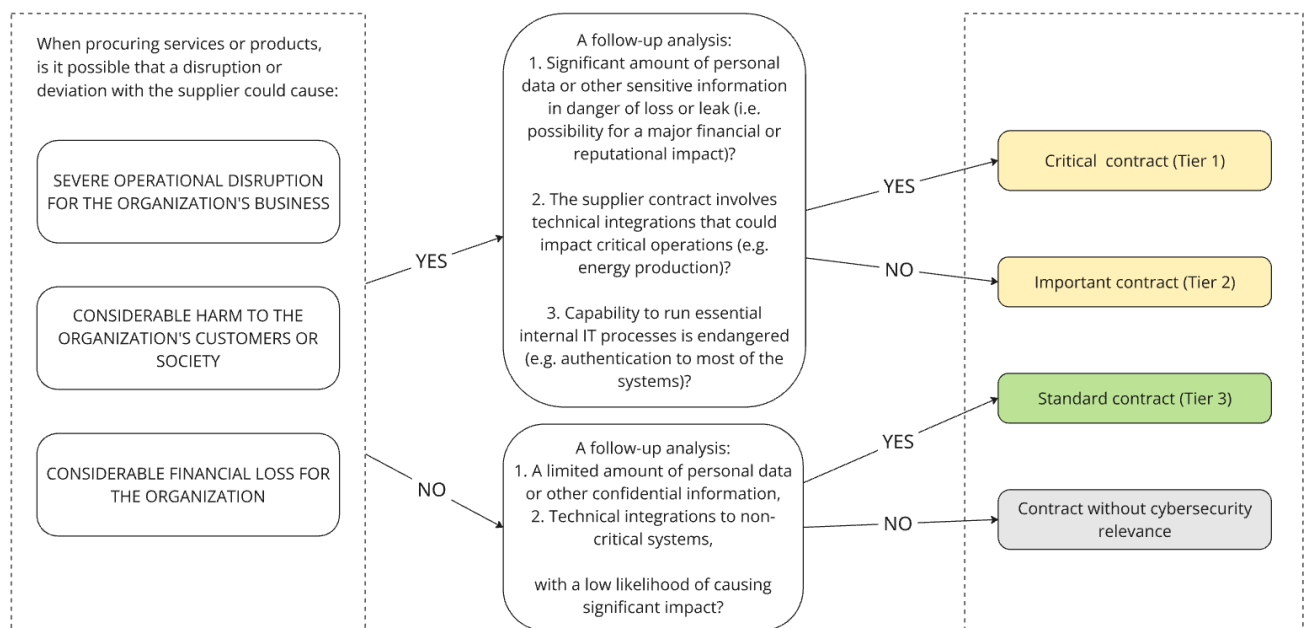 When procuring services or products,
is it possible that a disruption or
deviation with the supplier could cause:
SEVERE OPERATIONAL DISRUPTION
FOR THE ORGANIZATION'S BUSINESS
CONSIDERABLE HARM TO THE
ORGANIZATION'S CUSTOMERS OR
SOCIETY
CONSIDERABLE FINANCIAL LOSS FOR
THE ORGANIZATION
YES
NO
A follow-up analysis:
1. Significant amount of personal
data or other sensitive information
in danger of loss or leak (i.e.
possibility for a major financial or
reputational impact)?
2. The supplier contract involves
technical integrations that could
impact critical operations (e.g.
energy production)?
3. Capability to run essential
internal IT processes is endangered
(e.g. authentication to most of the
systems)?
A follow-up analysis:
1. A limited amount of personal data
or other confidential information,
2. Technical integrations to non-
critical systems,
with a low likelihood of causing
significant impact?
YES
NO
YES
NO
Critical contract (Tier 1)
Important contract (Tier 2)
Standard contract (Tier 3)
Contract without cybersecurity
relevance